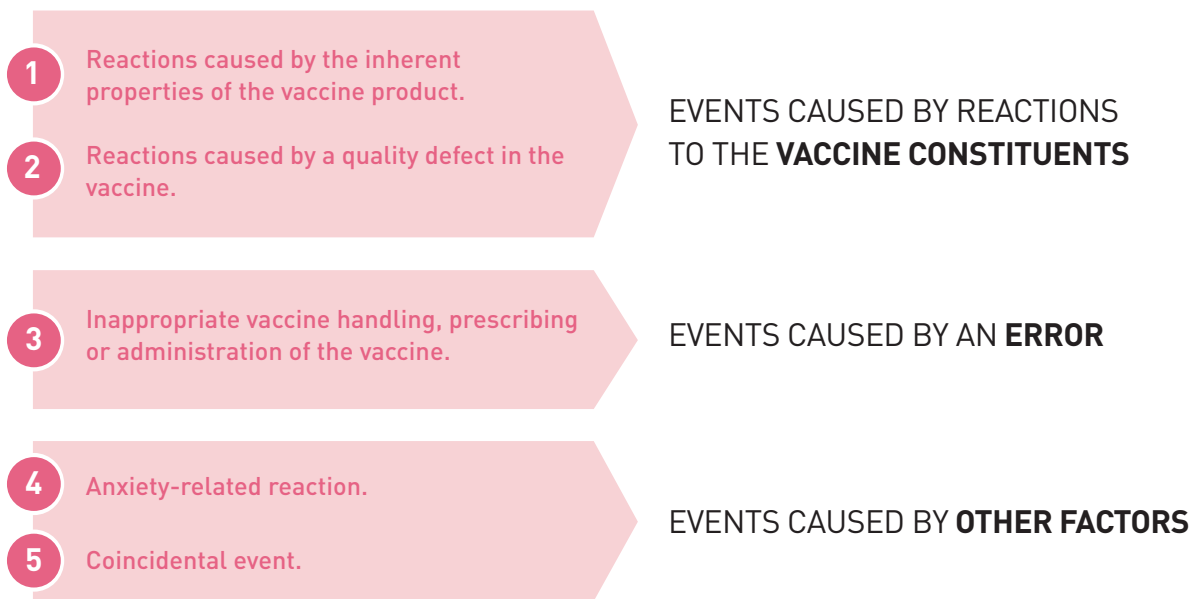 1
Reactions caused by the inherent
properties of the vaccine product.
2
Reactions caused by a quality defect in the
vaccine.
EVENTS CAUSED BY REACTIONS
TO THE VACCINE CONSTITUENTS
3
Inappropriate vaccine handling, prescribing
or administration of the vaccine.
EVENTS CAUSED BY AN ERROR
4
Anxiety-related reaction.
5
Coincidental event.
EVENTS CAUSED BY OTHER FACTORS